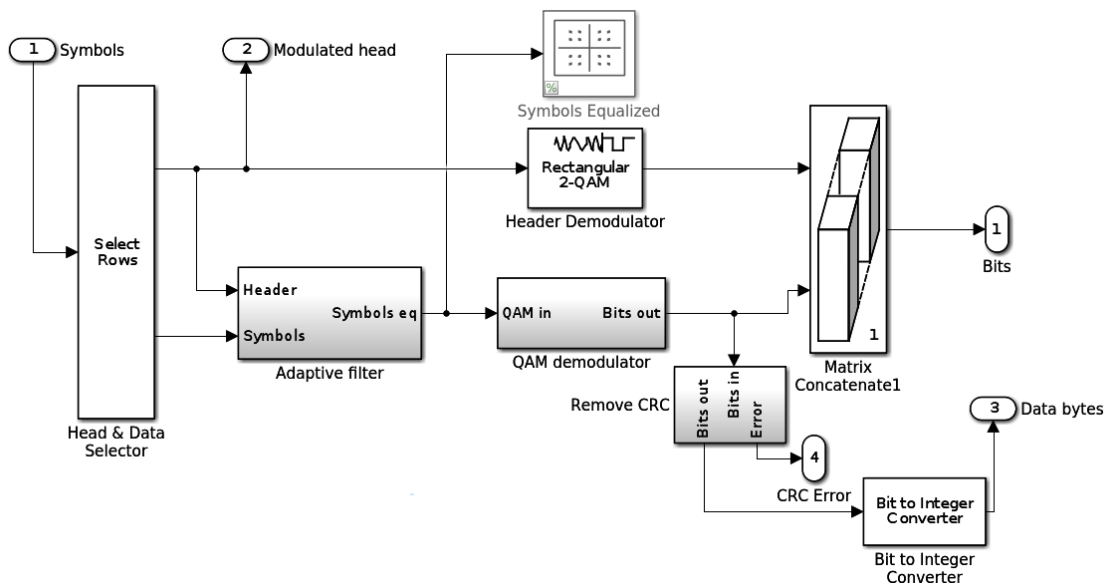 1 Symbols
2 Modulated head
%
Symbols Equalized
Rectangular
2-QAM
Header Demodulator
Select
Rows
Head & Data
Selector
Header
Symbols
Symbols eq
Adaptive filter
QAM in
Bits out
QAM demodulator
1
Matrix
Concatenate1
1
Bits
Remove CRC
Bits out
Bits in
Error
4
CRC Error
3 Data bytes
Bit to Integer
Converter
Bit to Integer
Converter